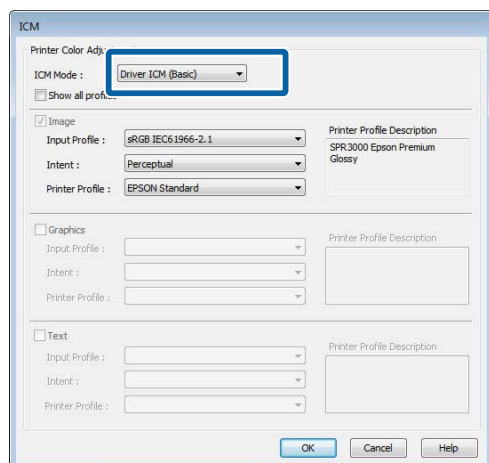 ICM
Printer Color Adju
ICM Mode : Driver ICM (Basic)
Show all profiles
Image
Input Profile : sRGB IEC61966-2.1
Intent : Perceptual
Printer Profile : EPSON Standard
Printer Profile Description
SPR3000 Epson Premium
Glossy
Graphics
Input Profile :
Intent :
Printer Profile :
Printer Profile Description
Text
Input Profile :
Intent :
Printer Profile :
Printer Profile Description
OK Cancel Help